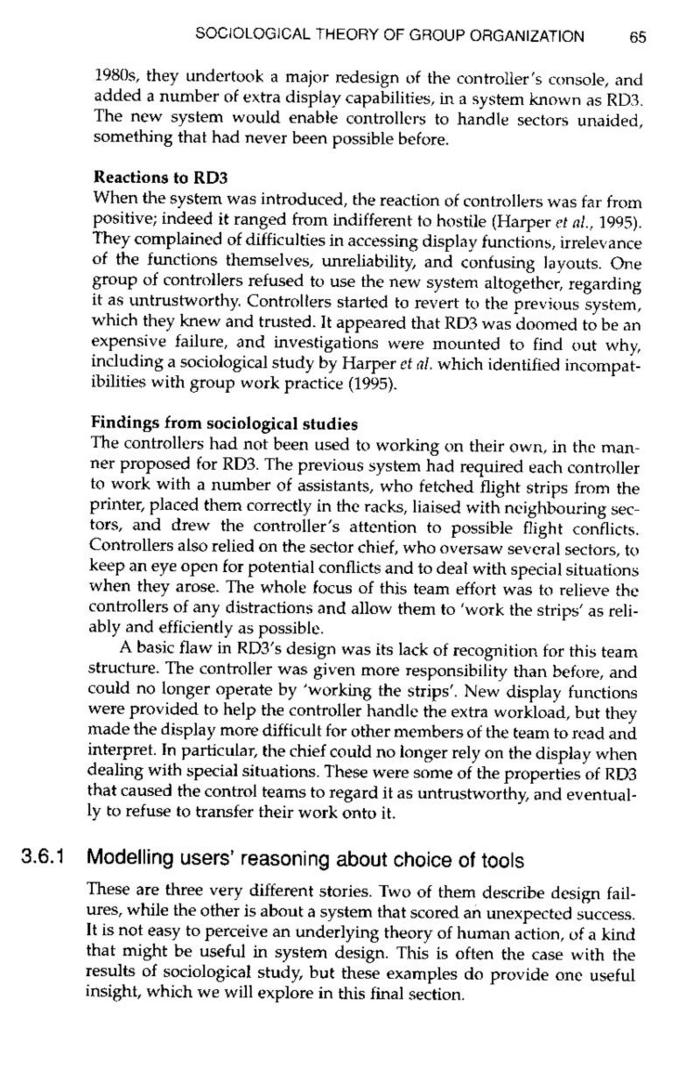 SOCIOLOGICAL THEORY OF GROUP ORGANIZATION 65
1980s, they undertook a major redesign of the controller's console, and
added a number of extra display capabilities, in a system known as RD3.
The new system would enable controllers to handle sectors unaided,
something that had never been possible before.
Reactions to RD3
When the system was introduced, the reaction of controllers was far from
positive; indeed it ranged from indifferent to hostile (Harper et al., 1995).
They complained of difficulties in accessing display functions, irrelevance
of the functions themselves, unreliability, and confusing layouts. One
group of controllers refused to use the new system altogether, regarding
it as untrustworthy. Controllers started to revert to the previous system,
which they knew and trusted. It appeared that RD3 was doomed to be an
expensive failure, and investigations were mounted to find out why,
including a sociological study by Harper et al. which identified incompat-
ibilities with group work practice (1995).
Findings from sociological studies
The controllers had not been used to working on their own, in the man-
ner proposed for RD3. The previous system had required each controller
to work with a number of assistants, who fetched flight strips from the
printer, placed them correctly in the racks, liaised with neighbouring sec-
tors, and drew the controller's attention to possible flight conflicts.
Controllers also relied on the sector chief, who oversaw several sectors, to
keep an eye open for potential conflicts and to deal with special situations
when they arose. The whole focus of this team effort was to relieve the
controllers of any distractions and allow them to 'work the strips' as reli-
ably and efficiently as possible.
A basic flaw in RD3's design was its lack of recognition for this team
structure. The controller was given more responsibility than before, and
could no longer operate by 'working the strips'. New display functions
were provided to help the controller handle the extra workload, but they
made the display more difficult for other members of the team to read and
interpret. In particular, the chief could no longer rely on the display when
dealing with special situations. These were some of the properties of RD3
that caused the control teams to regard it as untrustworthy, and eventual-
ly to refuse to transfer their work onto it.
3.6.1 Modelling users' reasoning about choice of tools
These are three very different stories. Two of them describe design fail-
ures, while the other is about a system that scored an unexpected success.
It is not easy to perceive an underlying theory of human action, of a kind
that might be useful in system design. This is often the case with the
results of sociological study, but these examples do provide one useful
insight, which we will explore in this final section.